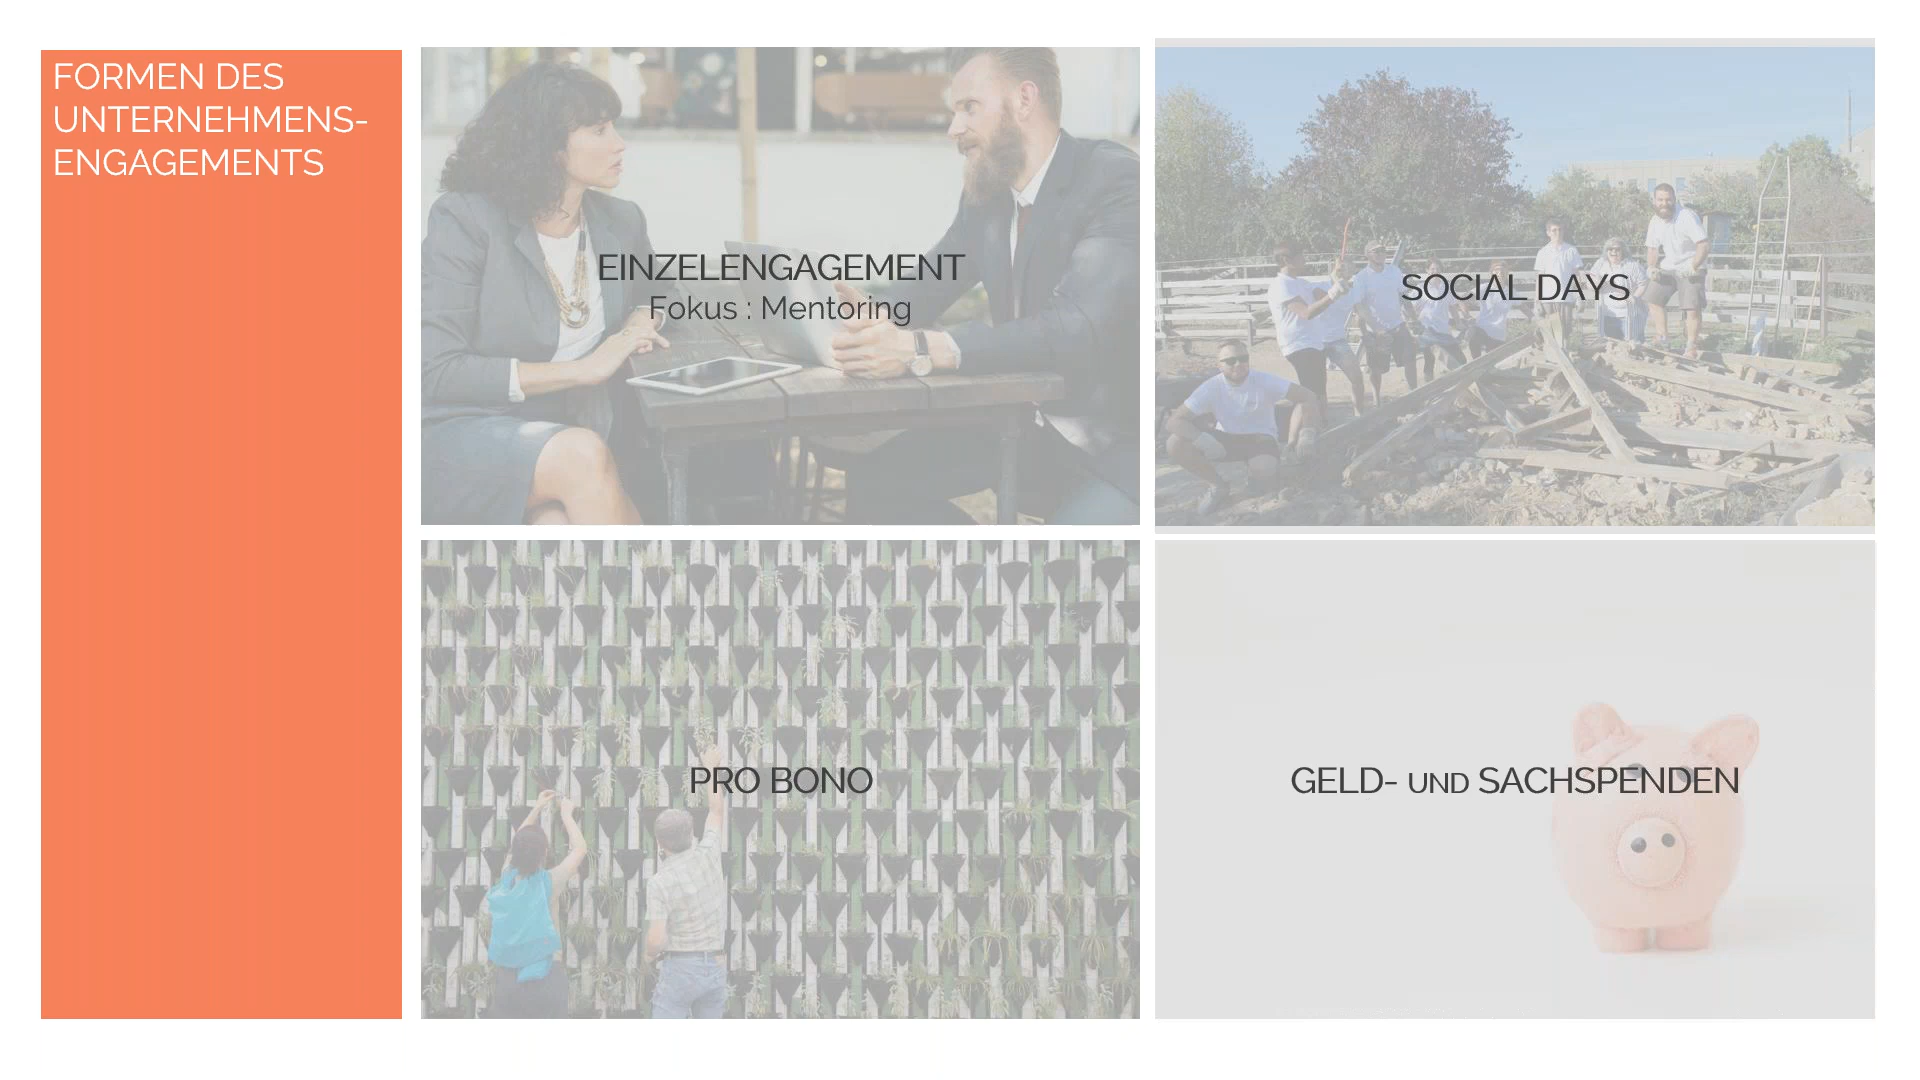 FORMEN DES
UNTERNEHMENS-
ENGAGEMENTS
EINZELENGAGEMENT
Fokus : Mentoring
SOCIAL DAYS
PRO BONO
GELD- UND SACHSPENDEN